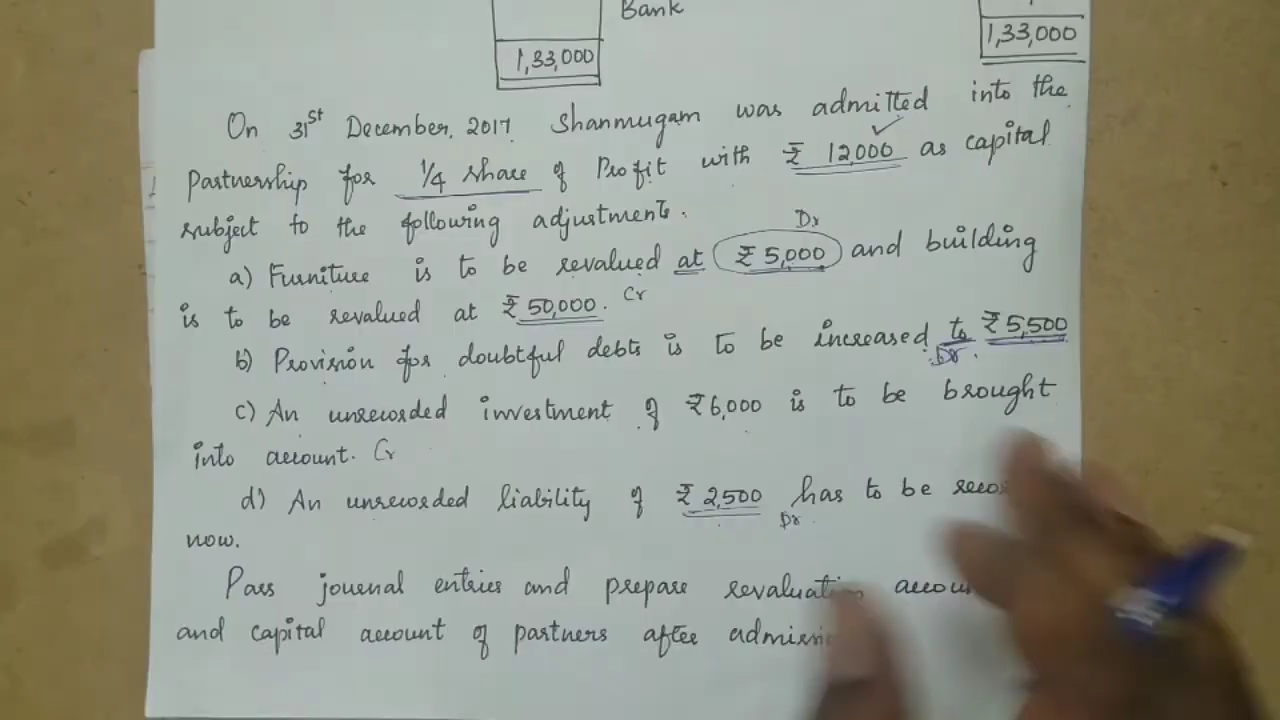 Bank
1,33,000
1,33,000
On 31st December, 2017 Shanmugam was admitted into the
Partnership for 1/4 share of Profit with ₹ 12,000 as capital
subject to the following adjustments.
Dr
a) Furniture is to be revalued at ₹ 5,000 and building
is to be revalued at ₹ 50,000. Cr
b) Provision for doubtful debts is to be increased to ₹ 5,500
Dr.
c) An unrecorded investment of ₹ 6,000 is to be brought
into account. Cr
d) An unrecorded liability of ₹ 2,500 has to be
Dr
now.
Pass journal entries and prepare revaluation
and capital account of partners after